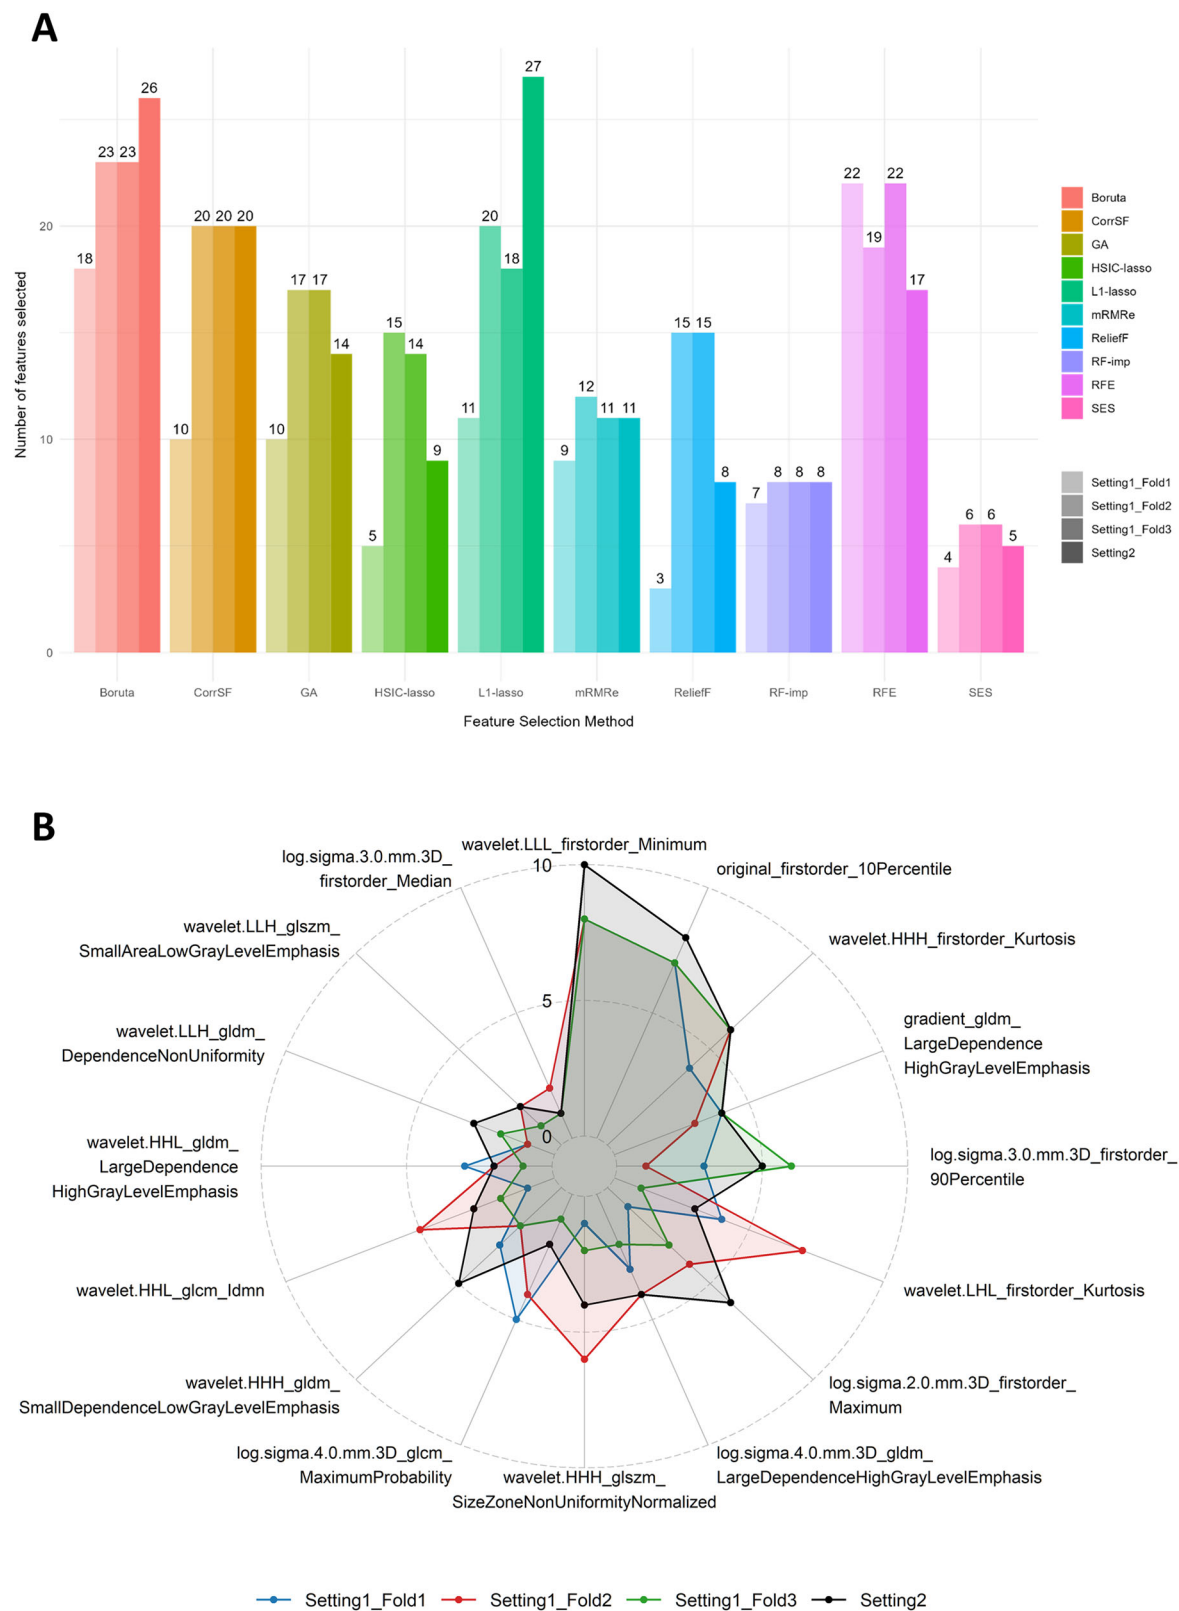 A
27
26
23 23
22 22
20 20 20
20
19
18
18
17 17
17
15
15 15
14
14
12
11
11 11
10
10
9
9
8
8 8 8
7
6 6
5
5
4
3
20
10
0
Number of features selected
Boruta CorrSF GA HSIC-lasso L1-lasso mRMRe ReliefF RF-imp RFE SES
Feature Selection Method
Boruta
CorrSF
GA
HSIC-lasso
L1-lasso
mRMRe
ReliefF
RF-imp
RFE
SES
Setting1_Fold1
Setting1_Fold2
Setting1_Fold3
Setting2
B
wavelet.LLL_firstorder_Minimum
original_firstorder_10Percentile
wavelet.HHH_firstorder_Kurtosis
gradient_gldm_
LargeDependence
HighGrayLevelEmphasis
log.sigma.3.0.mm.3D_firstorder_
90Percentile
wavelet.LHL_firstorder_Kurtosis
log.sigma.2.0.mm.3D_firstorder_
Maximum
log.sigma.4.0.mm.3D_gldm_
LargeDependenceHighGrayLevelEmphasis
wavelet.HHH_glszm_
SizeZoneNonUniformityNormalized
log.sigma.4.0.mm.3D_glcm_
MaximumProbability
wavelet.HHH_gldm_
SmallDependenceLowGrayLevelEmphasis
wavelet.HHL_glcm_Idmn
wavelet.HHL_gldm_
LargeDependence
HighGrayLevelEmphasis
wavelet.LLH_gldm_
DependenceNonUniformity
wavelet.LLH_glszm_
SmallAreaLowGrayLevelEmphasis
log.sigma.3.0.mm.3D_
firstorder_Median
10
5
0
Setting1_Fold1 Setting1_Fold2 Setting1_Fold3 Setting2